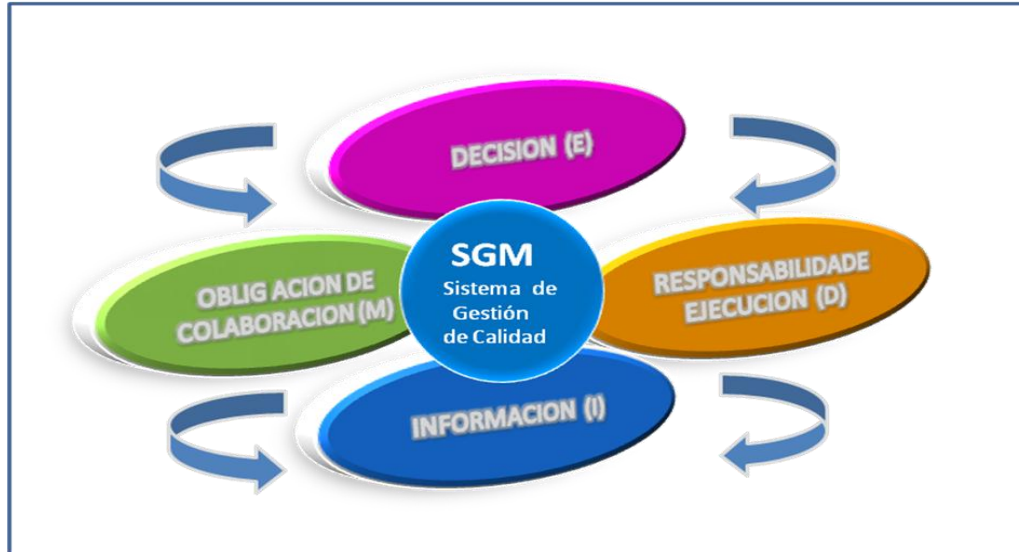 DECISION (E)
OBLIG ACION DE
COLABORACION (M)
SGM
Sistema de
Gestión
de Calidad
RESPONSABILIDADE
EJECUCION (D)
INFORMACION (I)